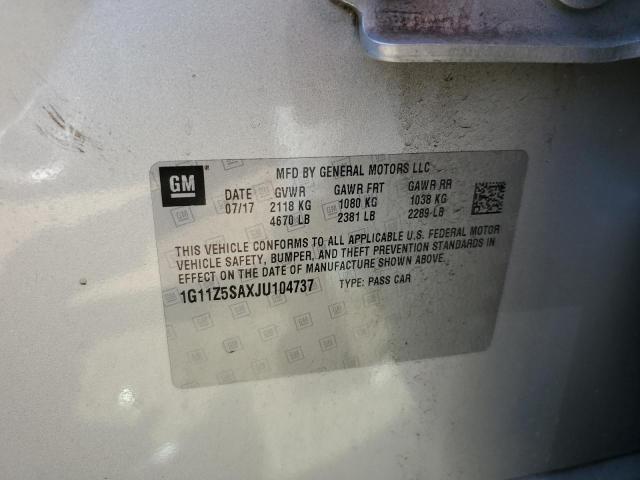 GM
MFD BY GENERAL MOTORS LLC
DATE GVWR GAWR FRT GAWR RR
07/17 2118 KG 1080 KG 1038 KG
4670 LB 2381 LB 2289 LB
THIS VEHICLE CONFORMS TO ALL APPLICABLE U.S. FEDERAL MOTOR
VEHICLE SAFETY, BUMPER, AND THEFT PREVENTION STANDARDS IN
EFFECT ON THE DATE OF MANUFACTURE SHOWN ABOVE.
1G11Z5SAXJU104737 TYPE: PASS CAR